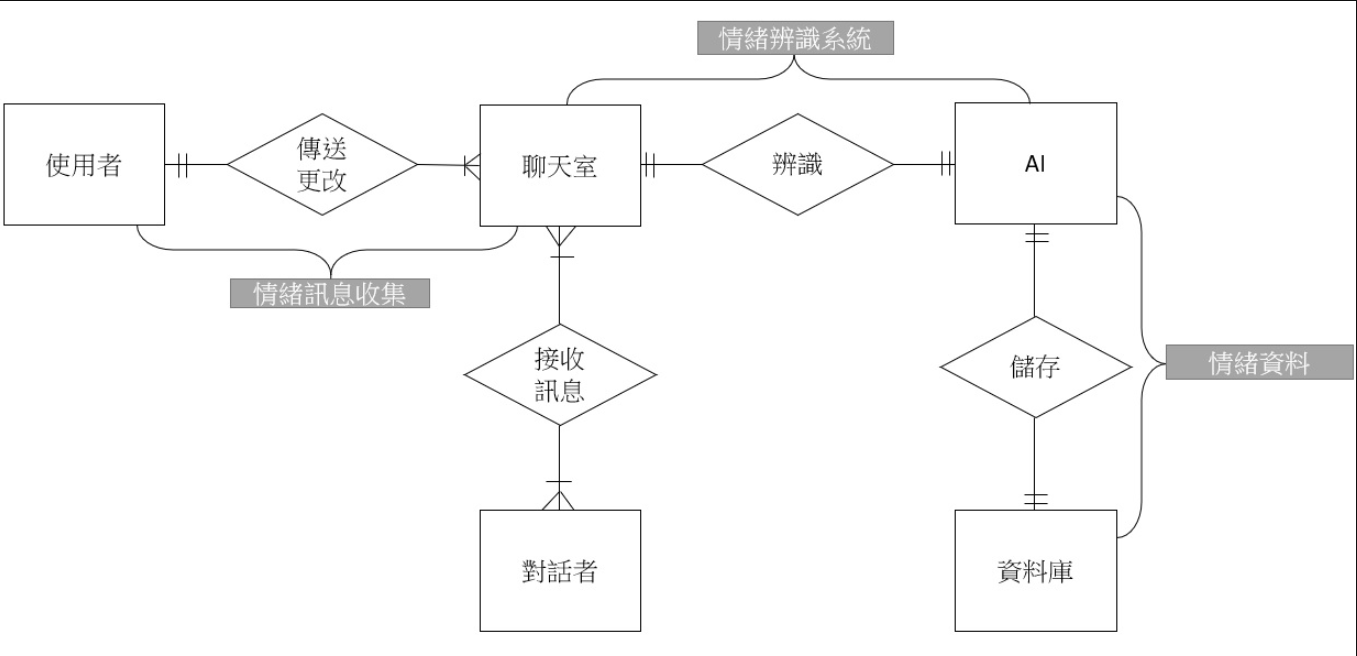 情緒辨識系統
使用者
傳送
更改
聊天室
辨識
AI
情緒訊息收集
接收
訊息
儲存
情緒資料
對話者
資料庫